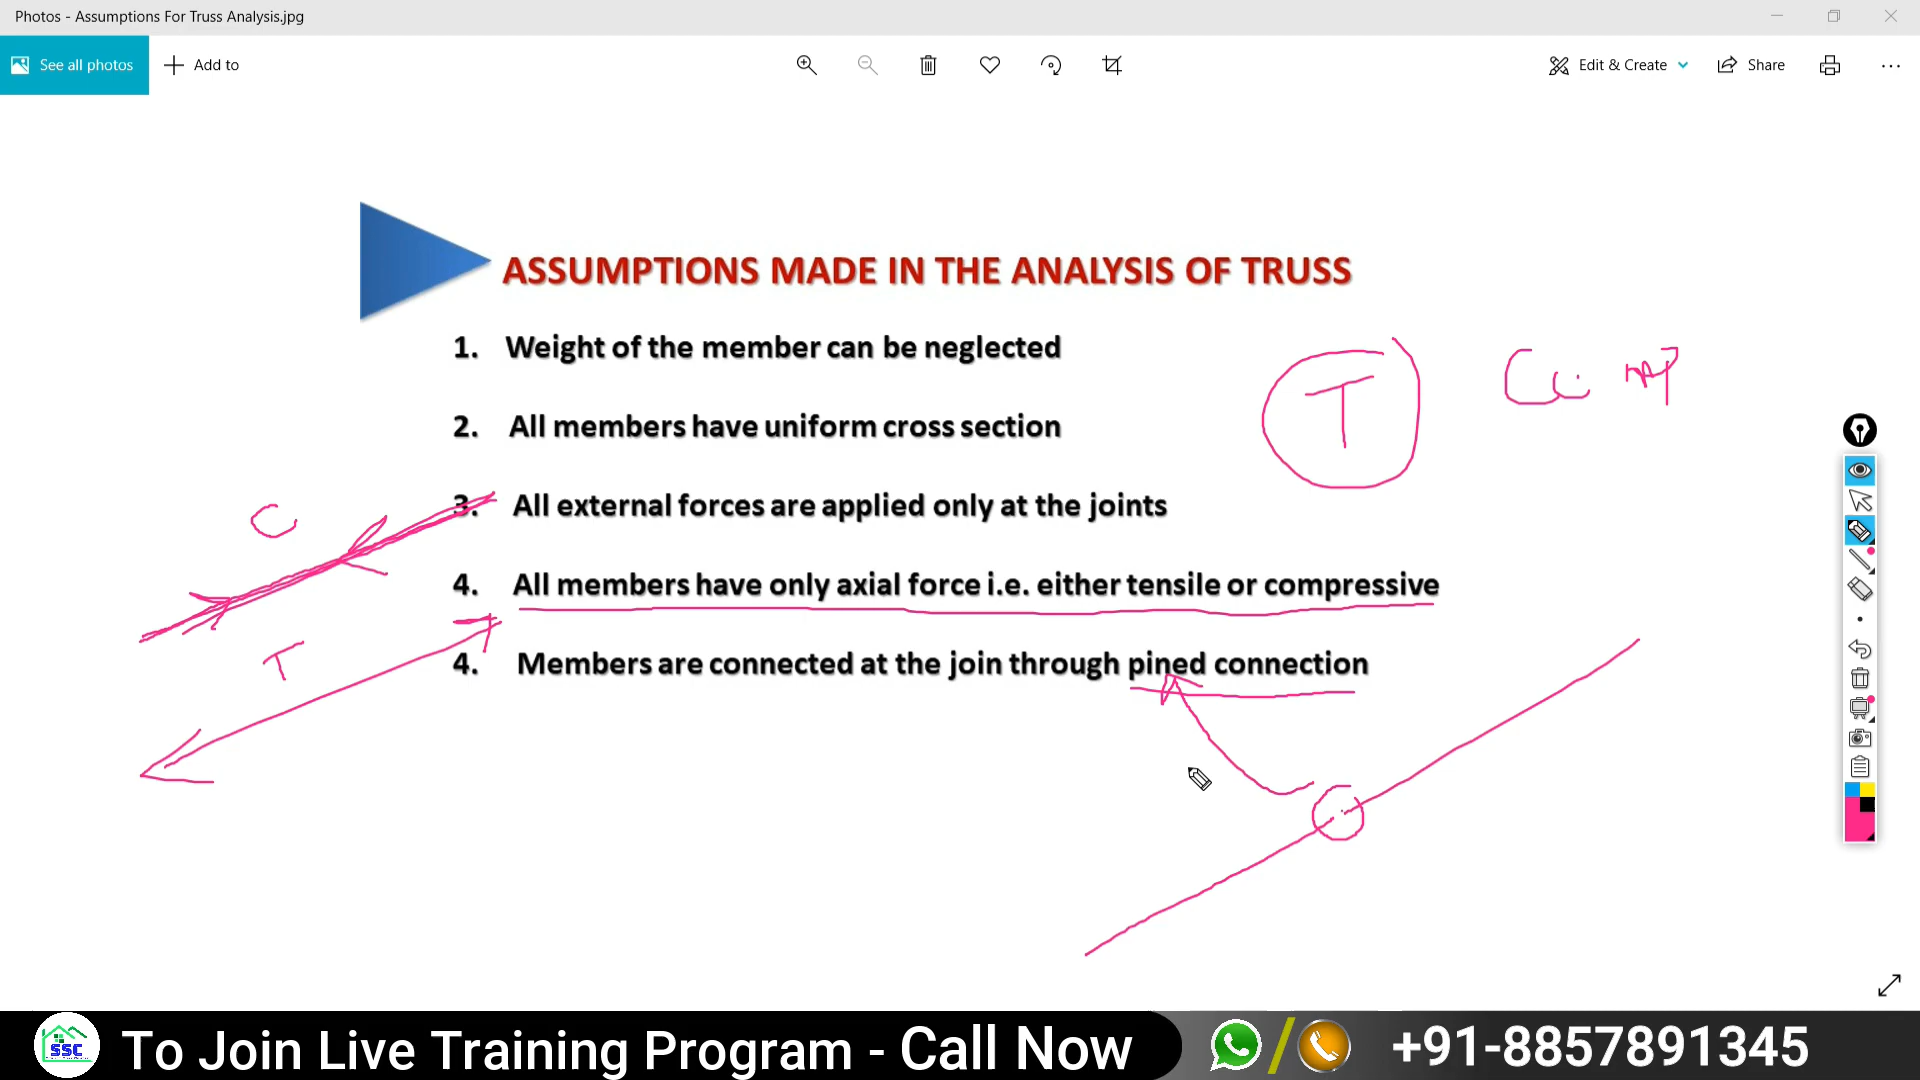 Photos - Assumptions For Truss Analysis.jpg
See all photos
Add to
Edit & Create
Share
ASSUMPTIONS MADE IN THE ANALYSIS OF TRUSS
1. Weight of the member can be neglected
2. All members have uniform cross section
3. All external forces are applied only at the joints
4. All members have only axial force i.e. either tensile or compressive
4. Members are connected at the join through pined connection
T
C
T
SSC
To Join Live Training Program - Call Now
+91-8857891345